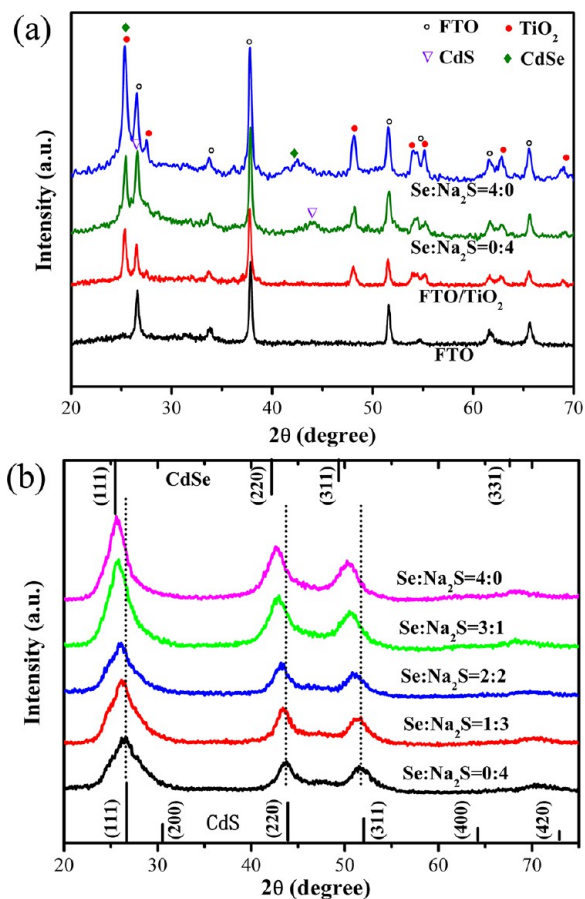 (a)
FTO
TiO2
CdS
CdSe
Se:Na2S=4:0
Se:Na2S=0:4
FTO/TiO2
FTO
Intensity (a.u.)
20 30 40 50 60 70
2θ (degree)
(b)
(111) CdSe (220) (311) (331)
Se:Na2S=4:0
Se:Na2S=3:1
Se:Na2S=2:2
Se:Na2S=1:3
Se:Na2S=0:4
Intensity (a.u.)
(111) (200) CdS (220) (311) (400) (420)
20 30 40 50 60 70
2θ (degree)